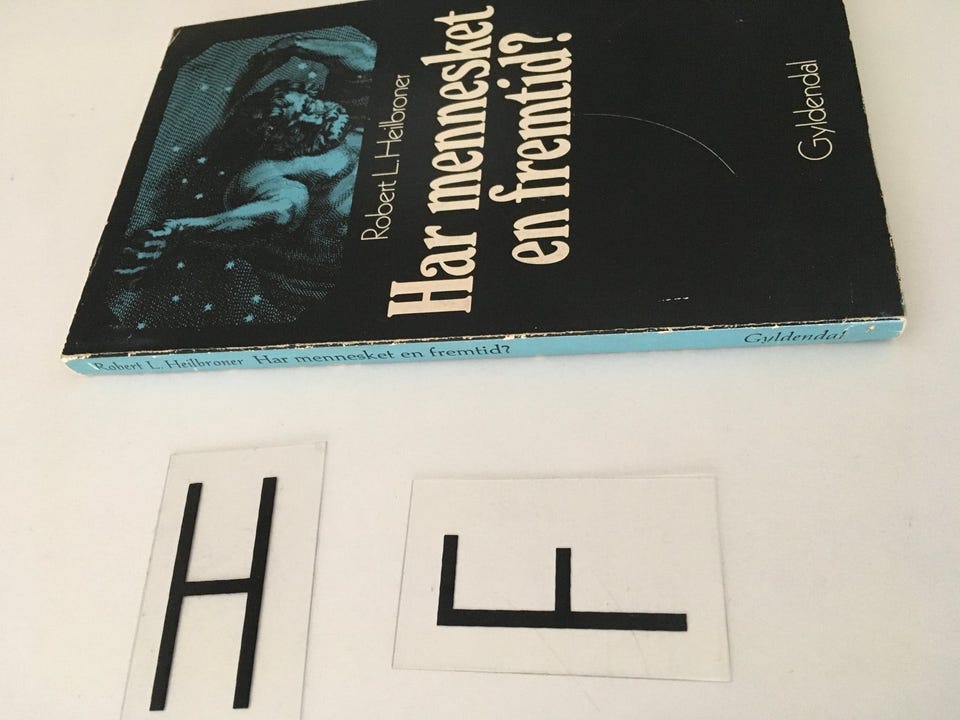 Robert L. Heilbroner
Har mennesket
en fremtid?
Gyldendal
Robert L. Heilbroner Har mennesket en fremtid? Gyldendal
H F